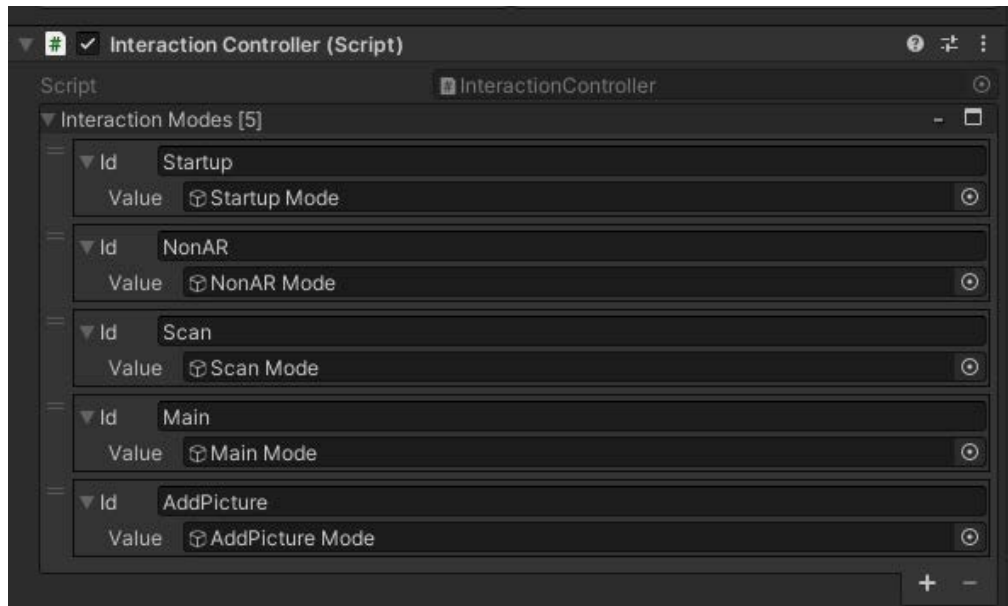 Interaction Controller (Script)
Script InteractionController
Interaction Modes [5]
Id Startup
Value Startup Mode
Id NonAR
Value NonAR Mode
Id Scan
Value Scan Mode
Id Main
Value Main Mode
Id AddPicture
Value AddPicture Mode